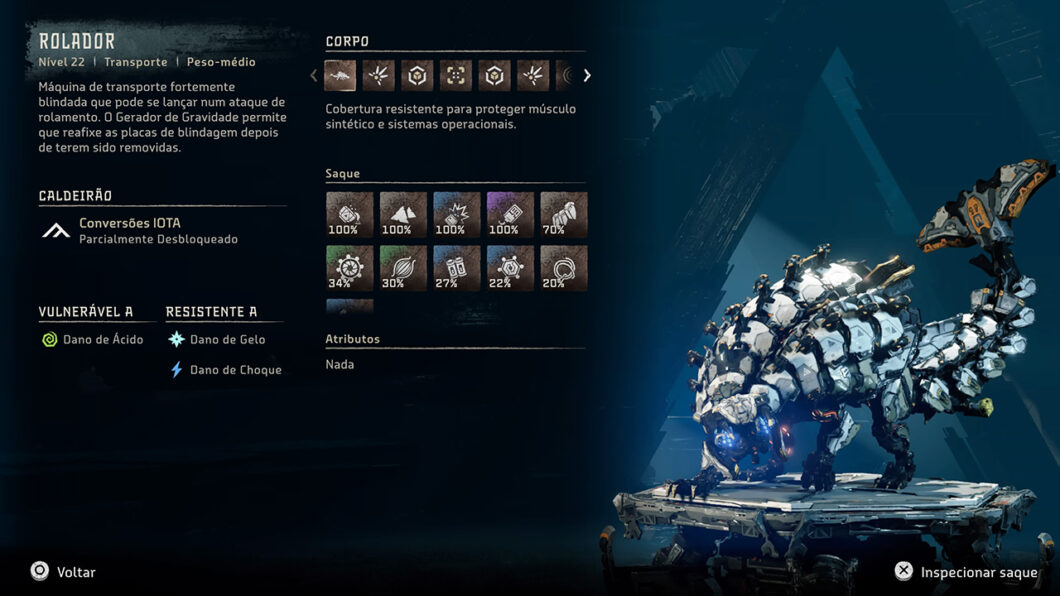 ROLADOR
Nível 22 | Transporte | Peso-médio
Máquina de transporte fortemente
blindada que pode se lançar num ataque de
rolamento. O Gerador de Gravidade permite
que reafixe as placas de blindagem depois
de terem sido removidas.
CALDEIRÃO
Conversões IOTA
Parcialmente Desbloqueado
VULNERÁVEL A
Dano de Ácido
RESISTENTE A
Dano de Gelo
Dano de Choque
CORPO
Cobertura resistente para proteger músculo
sintético e sistemas operacionais.
Saque
100% 100% 100% 100% 70%
34% 30% 27% 22% 20%
Atributos
Nada
Voltar
Inspecionar saque